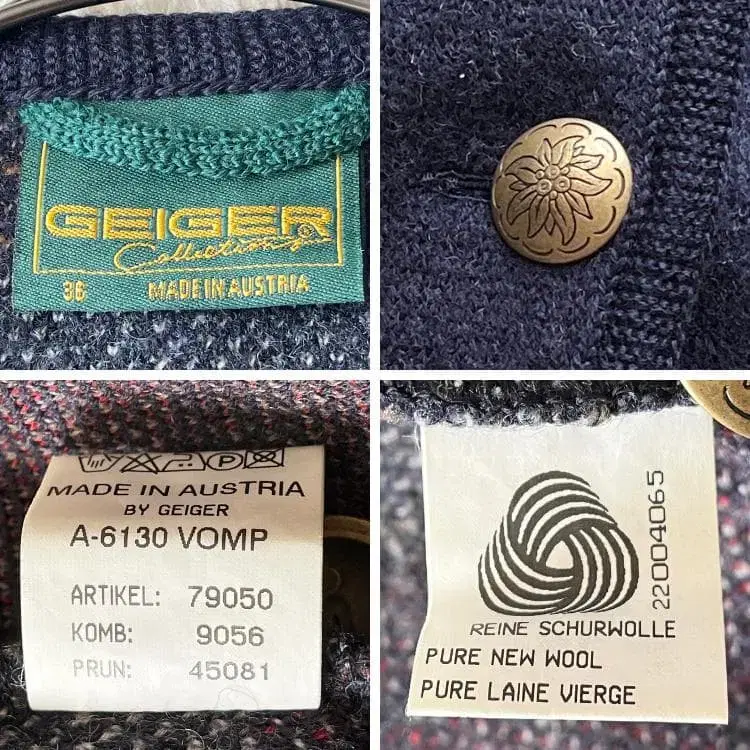 GEIGER
Collections®
36 MADE IN AUSTRIA
P
MADE IN AUSTRIA
BY GEIGER
A-6130 VOMP
ARTIKEL: 79050
KOMB: 9056
PRUN: 45081
22004065
REINE SCHURWOLLE
PURE NEW WOOL
PURE LAINE VIERGE